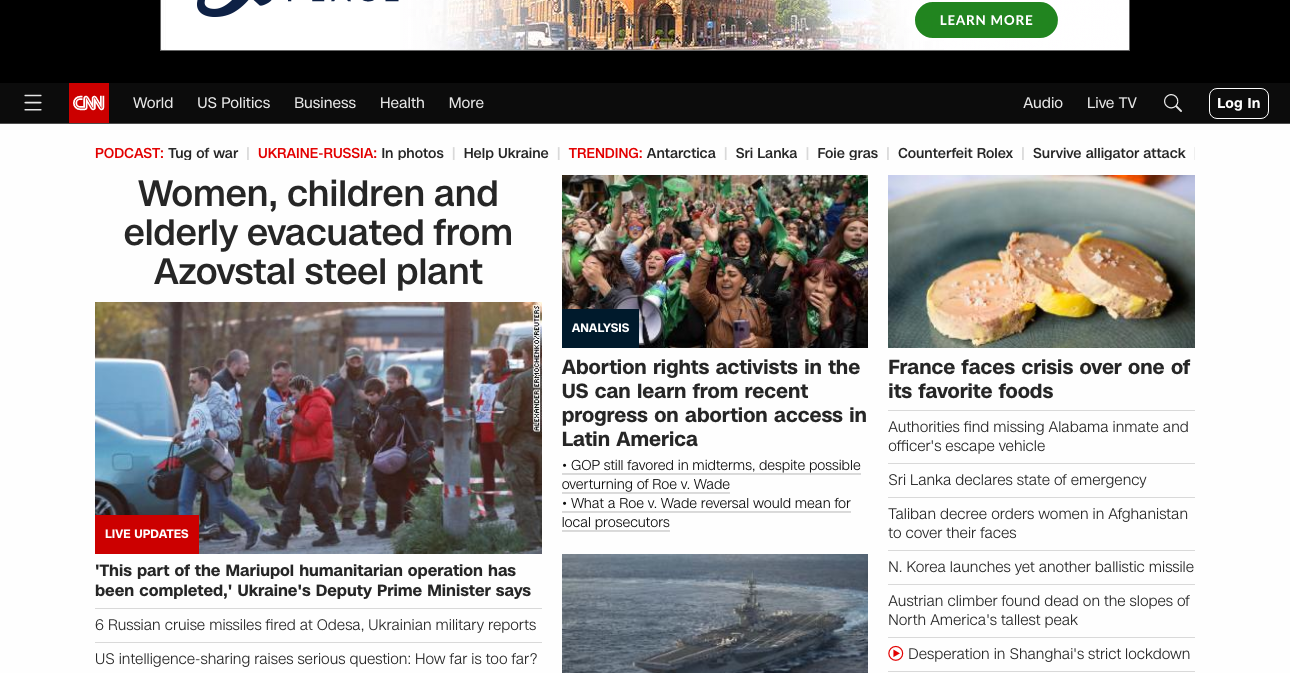 LEARN MORE
CNN
World
US Politics
Business
Health
More
Audio
Live TV
Log In
PODCAST: Tug of war
UKRAINE-RUSSIA: In photos
Help Ukraine
TRENDING: Antarctica
Sri Lanka
Foie gras
Counterfeit Rolex
Survive alligator attack
Women, children and
elderly evacuated from
Azovstal steel plant
ALEXANDER ERMOCHENKO/REUTERS
LIVE UPDATES
'This part of the Mariupol humanitarian operation has
been completed,' Ukraine's Deputy Prime Minister says
6 Russian cruise missiles fired at Odesa, Ukrainian military reports
US intelligence-sharing raises serious question: How far is too far?
ANALYSIS
Abortion rights activists in the
US can learn from recent
progress on abortion access in
Latin America
• GOP still favored in midterms, despite possible
overturning of Roe v. Wade
• What a Roe v. Wade reversal would mean for
local prosecutors
France faces crisis over one of
its favorite foods
Authorities find missing Alabama inmate and
officer's escape vehicle
Sri Lanka declares state of emergency
Taliban decree orders women in Afghanistan
to cover their faces
N. Korea launches yet another ballistic missile
Austrian climber found dead on the slopes of
North America's tallest peak
Desperation in Shanghai's strict lockdown